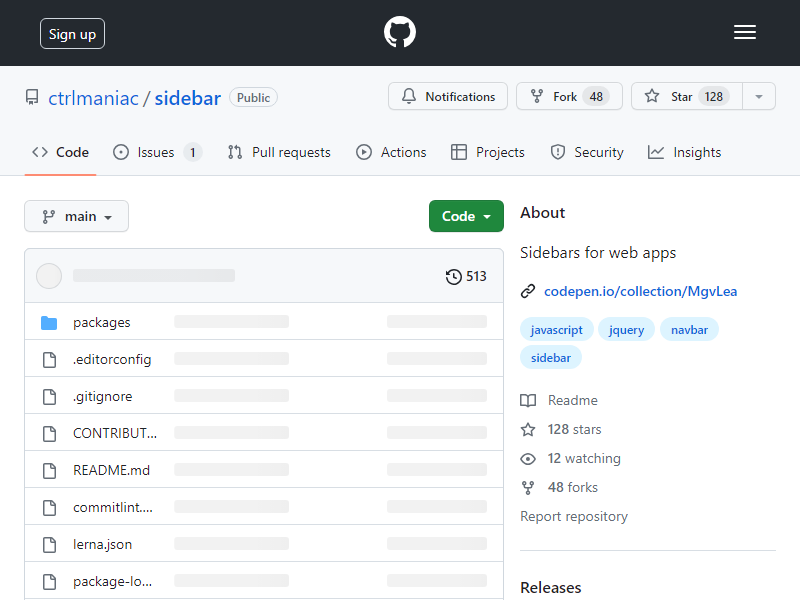 Sign up
ctrlmaniac / sidebar Public
Notifications
Fork 48
Star 128
Code
Issues 1
Pull requests
Actions
Projects
Security
Insights
main
Code
513
packages
.editorconfig
.gitignore
CONTRIBUT...
README.md
commitlint....
lerna.json
package-lo...
About
Sidebars for web apps
codepen.io/collection/MgvLea
javascript jquery navbar
sidebar
Readme
128 stars
12 watching
48 forks
Report repository
Releases